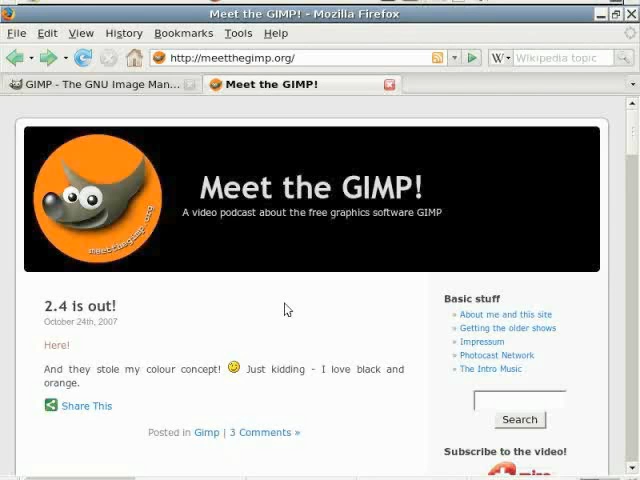 Meet the GIMP! - Mozilla Firefox
File Edit View History Bookmarks Tools Help
http://meetthegimp.org/
W Wikipedia topic
GIMP - The GNU Image Man...
Meet the GIMP!
Meet the GIMP!
A video podcast about the free graphics software GIMP
meetthegimp.org
2.4 is out!
October 24th, 2007
Here!
And they stole my colour concept! Just kidding - I love black and
orange.
Share This
Posted in Gimp | 3 Comments »
Basic stuff
» About me and this site
» Getting the older shows
» Impressum
» Photocast Network
» The Intro Music
Search
Subscribe to the video!